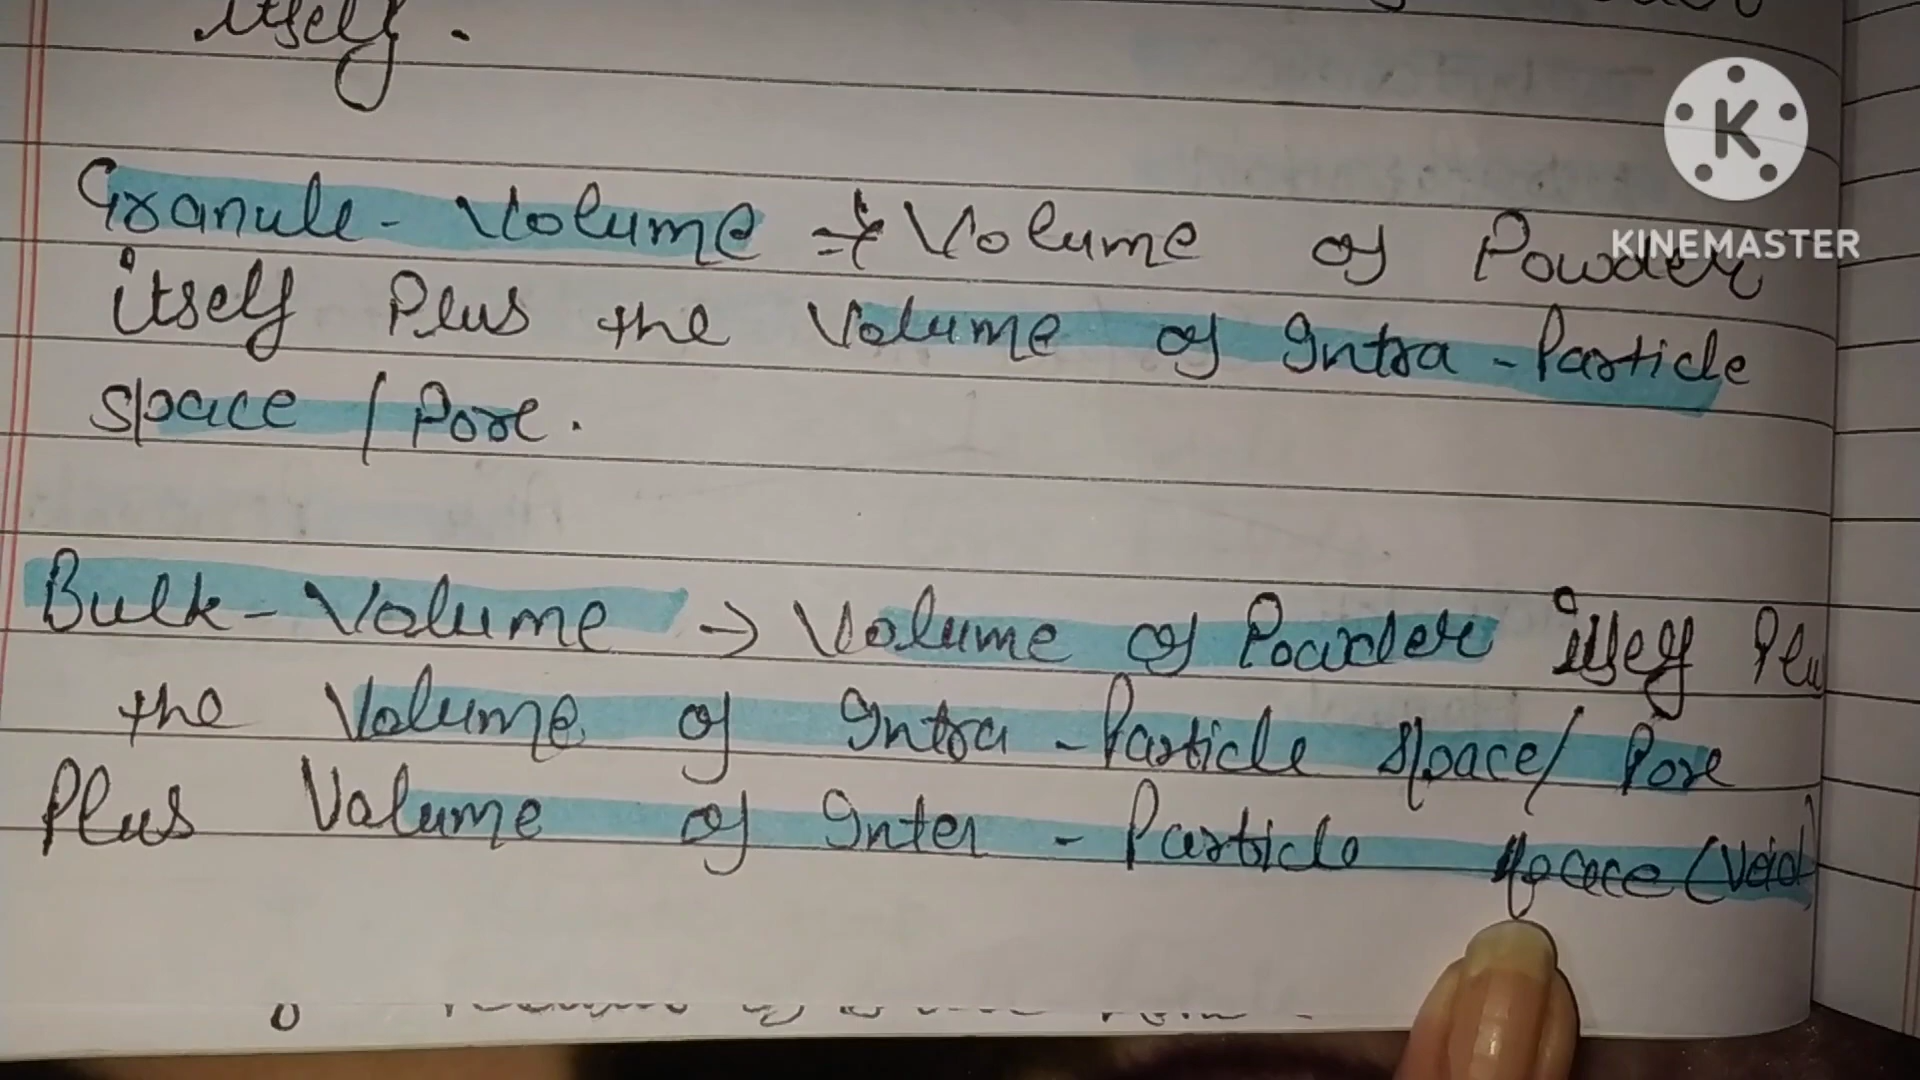 itself.
K
KINEMASTER
Granule - Volume → Volume of Powder
itself Plus the Volume of Intra - Particle
space / Pore.
Bulk - Volume → Volume of Powder itself Plu
the Volume of Intra - Particle space / Pore
Plus Volume of Inter - Particle space (Void)